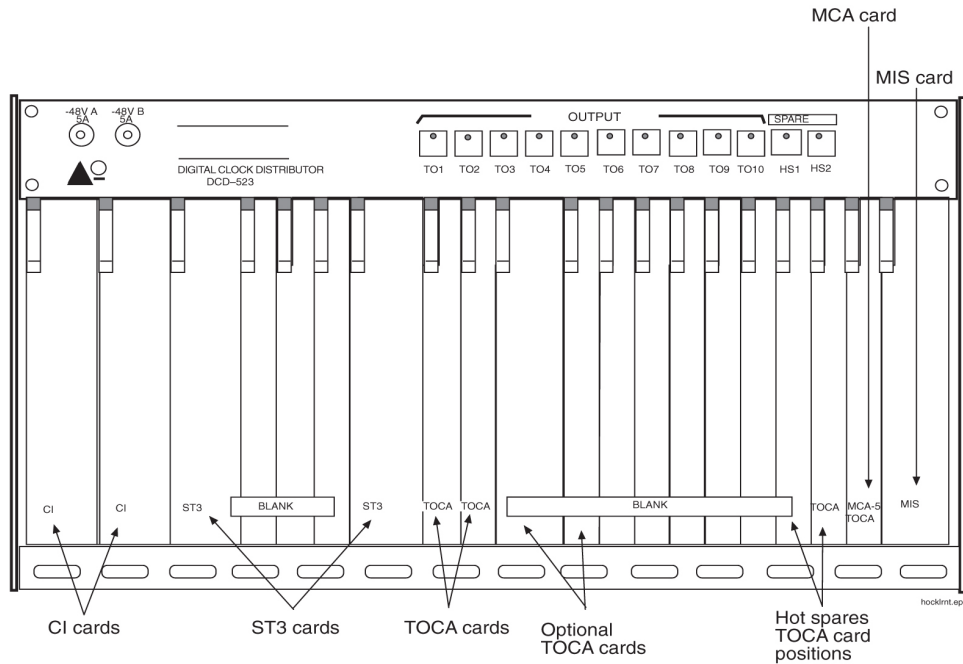 MCA card
MIS card
-48V A
5A
-48V B
5A
OUTPUT
SPARE
DIGITAL CLOCK DISTRIBUTOR
DCD–523
TO1 TO2 TO3 TO4 TO5 TO6 TO7 TO8 TO9 TO10 HS1 HS2
CI CI ST3 BLANK ST3 TOCA TOCA BLANK TOCA MCA-5 MIS
TOCA
hocklrnt.ep
CI cards
ST3 cards
TOCA cards
Optional
TOCA cards
Hot spares
TOCA card
positions